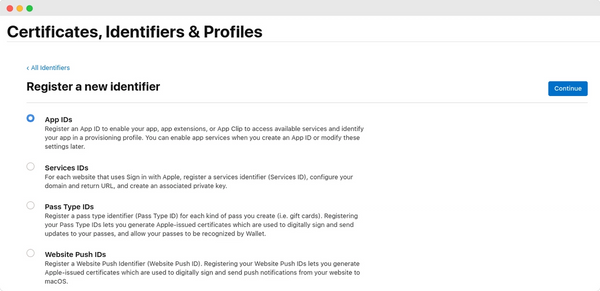 Certificates, Identifiers & Profiles
‹ All Identifiers
Register a new identifier
Continue
App IDs
Register an App ID to enable your app, app extensions, or App Clip to access available services and identify
your app in a provisioning profile. You can enable app services when you create an App ID or modify these
settings later.
Services IDs
For each website that uses Sign in with Apple, register a services identifier (Services ID), configure your
domain and return URL, and create an associated private key.
Pass Type IDs
Register a pass type identifier (Pass Type ID) for each kind of pass you create (i.e. gift cards). Registering
your Pass Type IDs lets you generate Apple-issued certificates which are used to digitally sign and send
updates to your passes, and allow your passes to be recognized by Wallet.
Website Push IDs
Register a Website Push Identifier (Website Push ID). Registering your Website Push IDs lets you generate
Apple-issued certificates which are used to digitally sign and send push notifications from your website to
macOS.